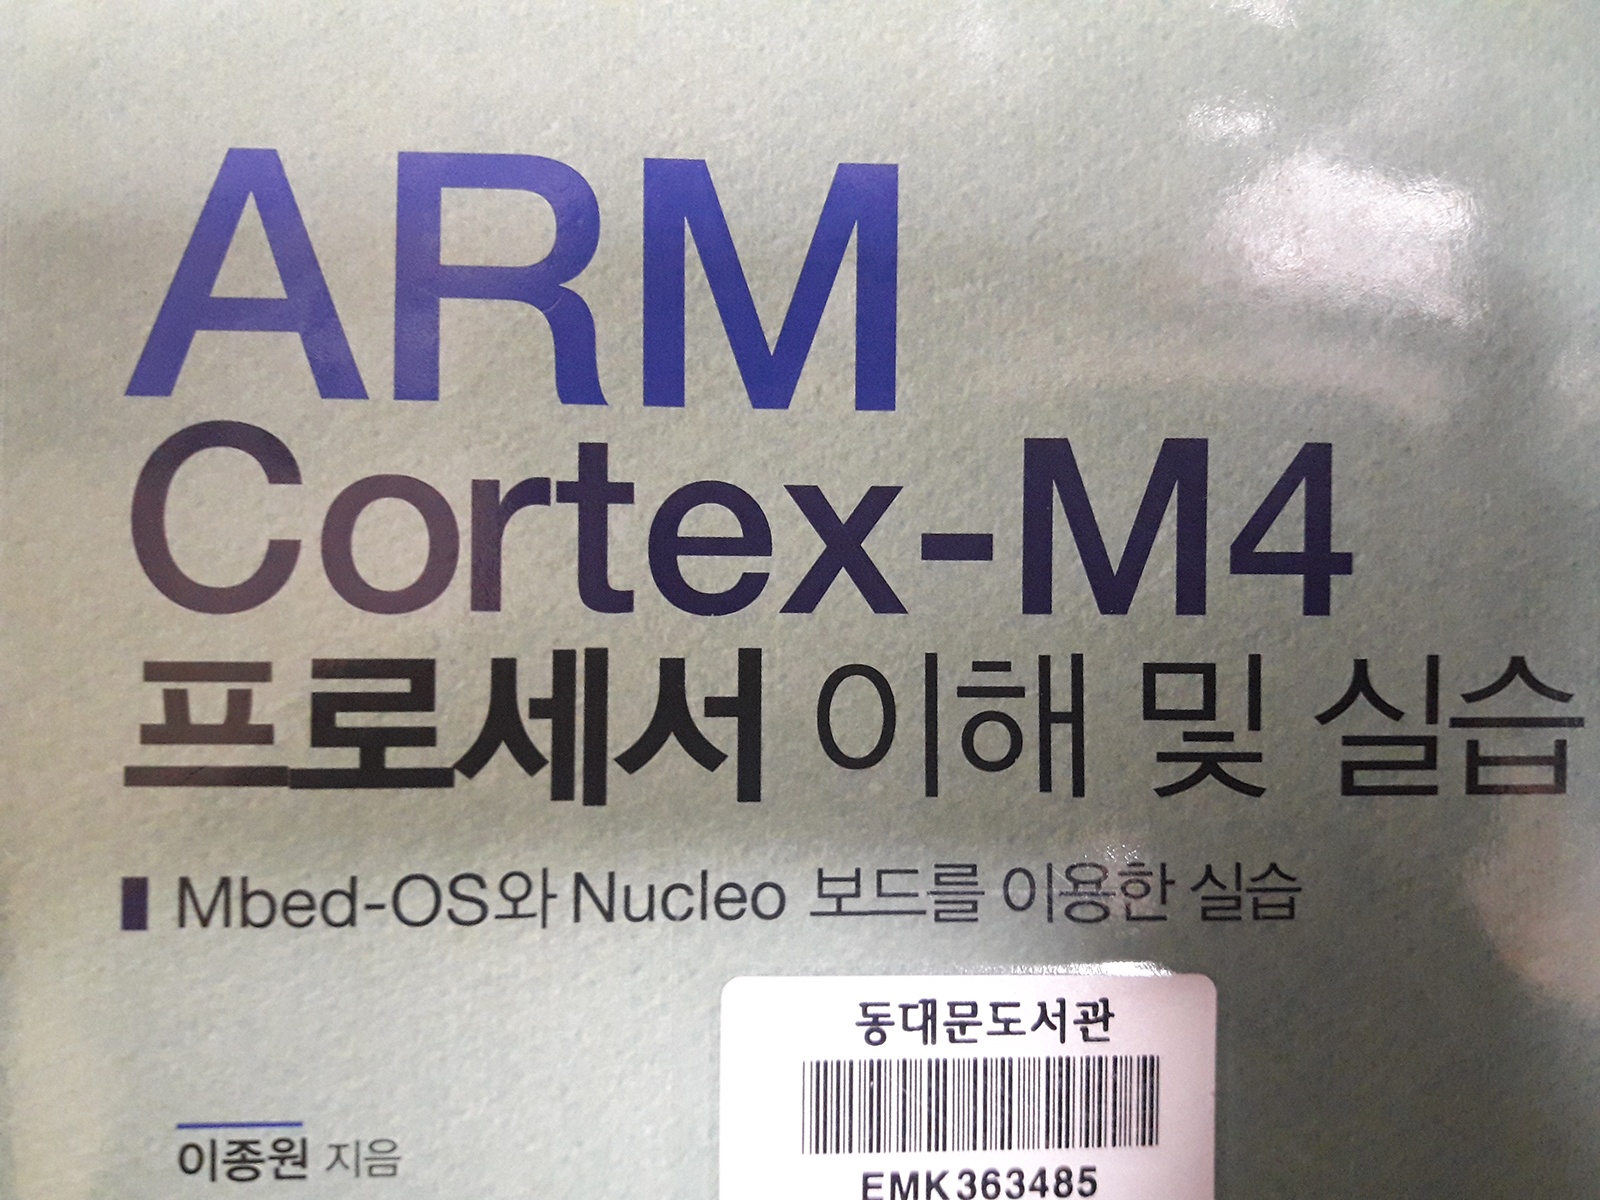 ARM
Cortex-M4
프로세서 이해 및 실습
Mbed-OS와 Nucleo 보드를 이용한 실습
동대문도서관
이종원 지음
EMK363485